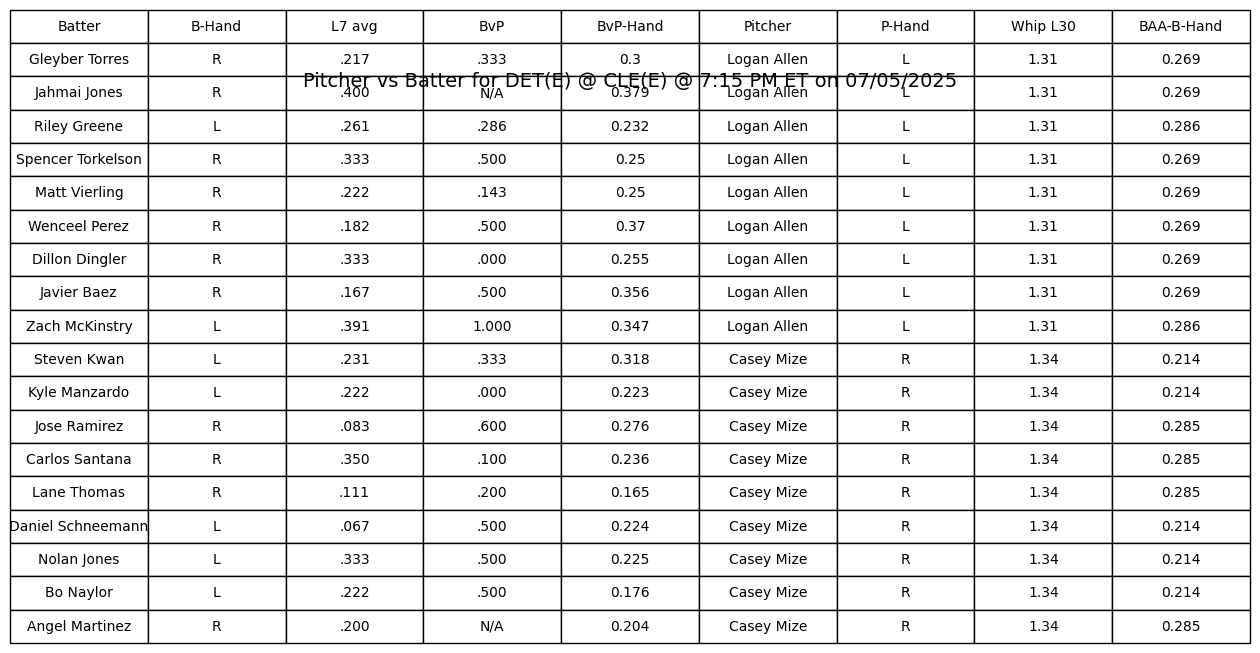 Batter B-Hand L7 avg BvP BvP-Hand Pitcher P-Hand Whip L30 BAA-B-Hand
Gleyber Torres R .217 .333 0.3 Logan Allen L 1.31 0.269
Pitcher vs Batter for DET(E) @ CLE(E) @ 7:15 PM ET on 07/05/2025
Jahmai Jones R .400 N/A 0.379 Logan Allen L 1.31 0.269
Riley Greene L .261 .286 0.232 Logan Allen L 1.31 0.286
Spencer Torkelson R .333 .500 0.25 Logan Allen L 1.31 0.269
Matt Vierling R .222 .143 0.25 Logan Allen L 1.31 0.269
Wenceel Perez R .182 .500 0.37 Logan Allen L 1.31 0.269
Dillon Dingler R .333 .000 0.255 Logan Allen L 1.31 0.269
Javier Baez R .167 .500 0.356 Logan Allen L 1.31 0.269
Zach McKinstry L .391 1.000 0.347 Logan Allen L 1.31 0.286
Steven Kwan L .231 .333 0.318 Casey Mize R 1.34 0.214
Kyle Manzardo L .222 .000 0.223 Casey Mize R 1.34 0.214
Jose Ramirez R .083 .600 0.276 Casey Mize R 1.34 0.285
Carlos Santana R .350 .100 0.236 Casey Mize R 1.34 0.285
Lane Thomas R .111 .200 0.165 Casey Mize R 1.34 0.285
Daniel Schneemann L .067 .500 0.224 Casey Mize R 1.34 0.214
Nolan Jones L .333 .500 0.225 Casey Mize R 1.34 0.214
Bo Naylor L .222 .500 0.176 Casey Mize R 1.34 0.214
Angel Martinez R .200 N/A 0.204 Casey Mize R 1.34 0.285